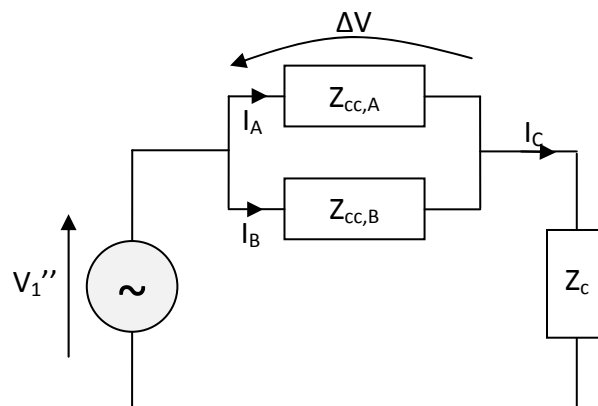 ΔV
Z_cc,A
I_A
I_C
Z_cc,B
I_B
V_1''
~
Z_c